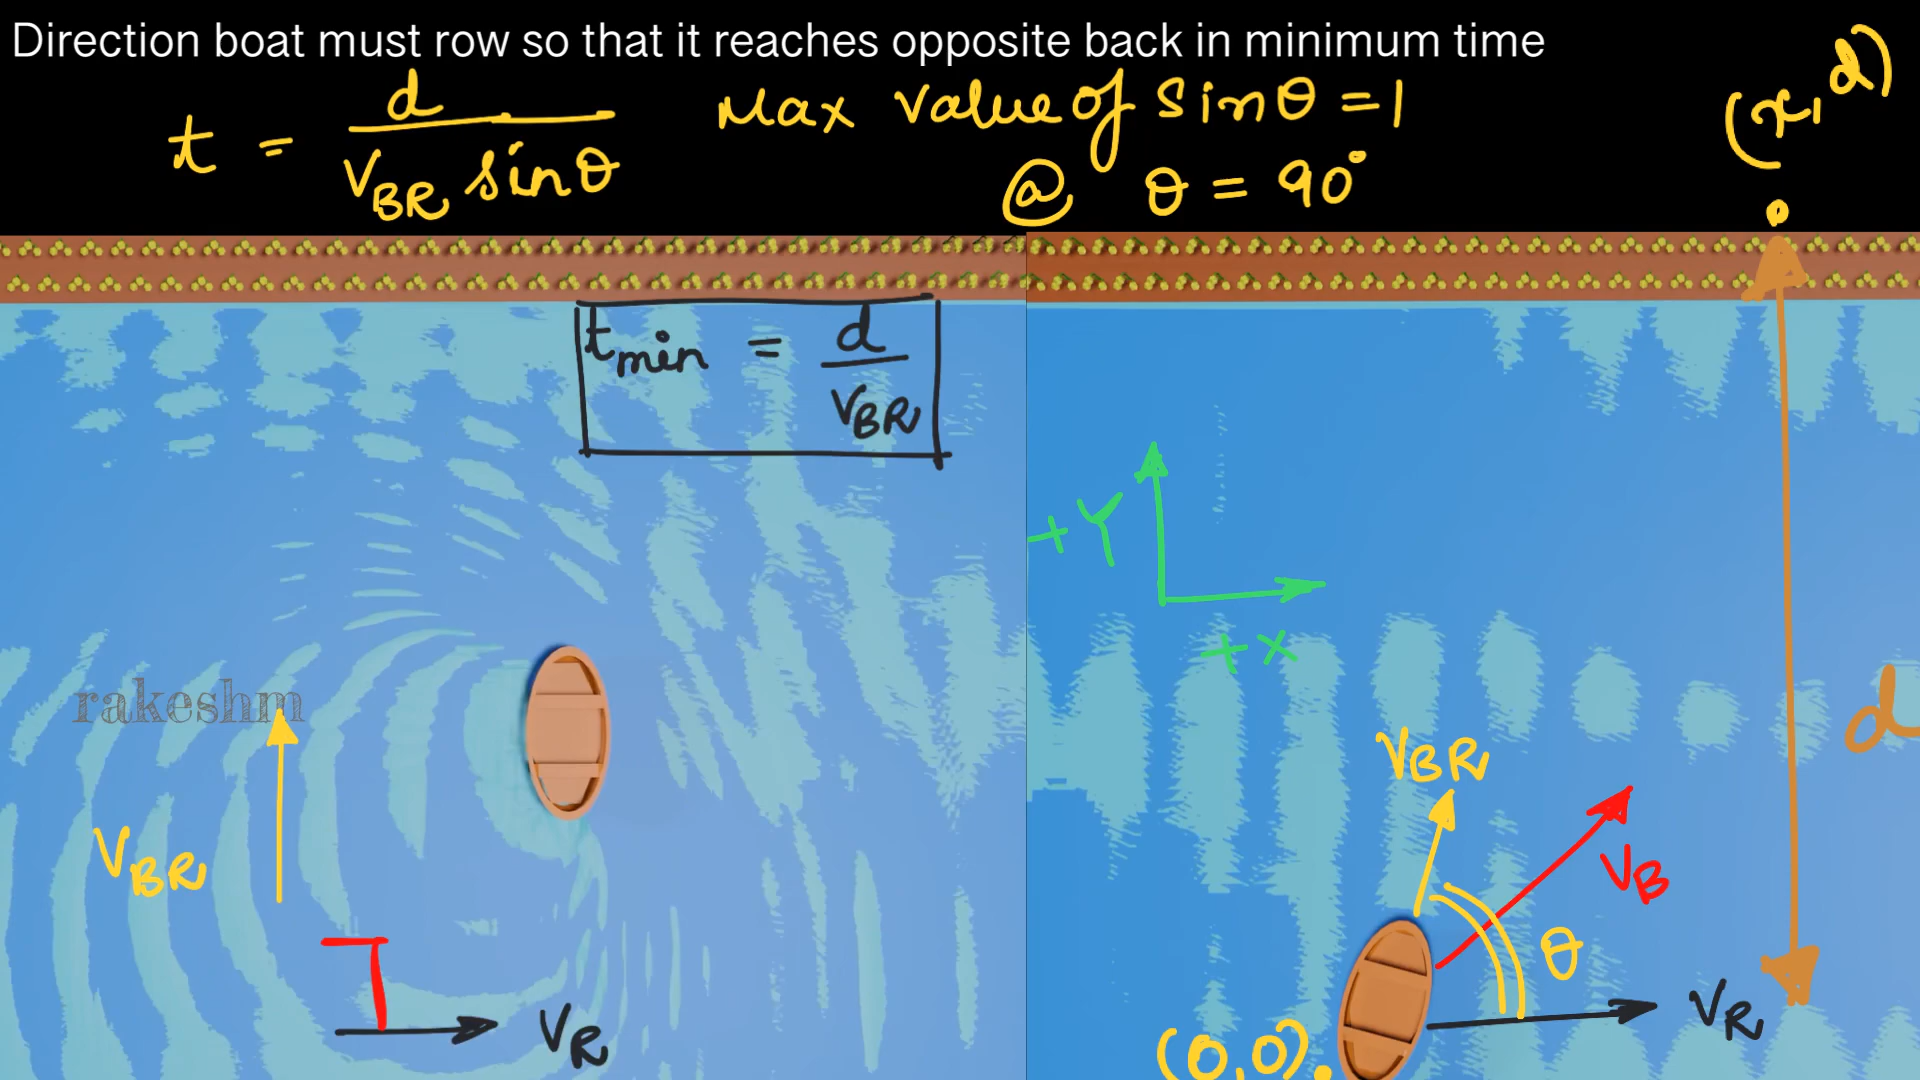 Direction boat must row so that it reaches opposite back in minimum time
t = d / V_BR sinθ
Max value of sinθ = 1
@ θ = 90°
(x, d)
t_min = d / V_BR
+Y
+X
rakeshm
V_BR
V_R
V_BR
V_B
θ
V_R
d
(0,0)